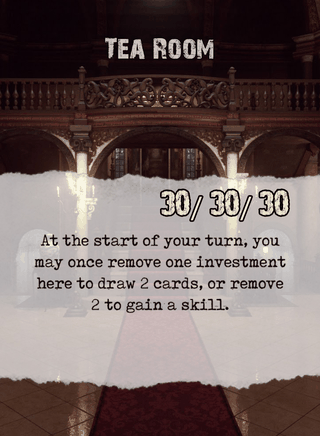 TEA ROOM
30/ 30/ 30
At the start of your turn, you
may once remove one investment
here to draw 2 cards, or remove
2 to gain a skill.